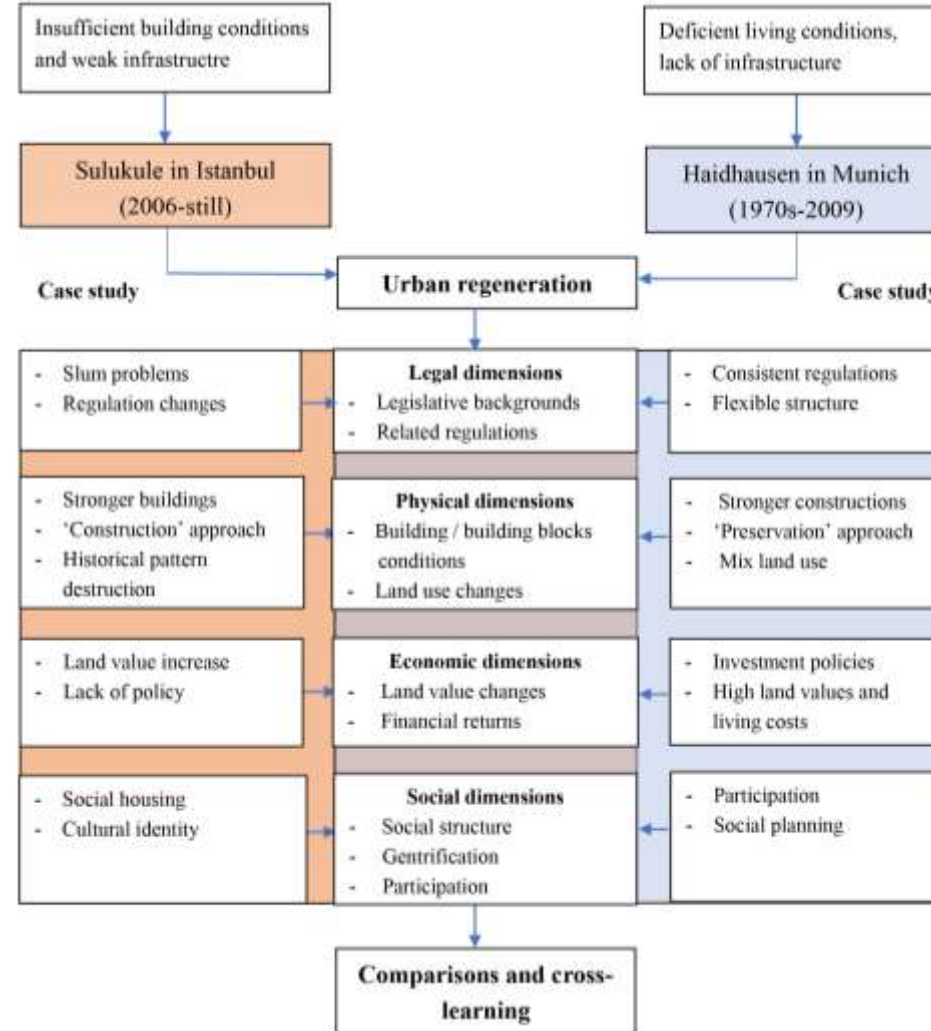 Insufficient building conditions
and weak infrastructre
Deficient living conditions,
lack of infrastructure
Sulukule in Istanbul
(2006-still)
Haidhausen in Munich
(1970s-2009)
Case study
Urban regeneration
Case study
- Slum problems
- Regulation changes
Legal dimensions
- Legislative backgrounds
- Related regulations
- Consistent regulations
- Flexible structure
- Stronger buildings
- ‘Construction’ approach
- Historical pattern
destruction
Physical dimensions
- Building / building blocks
conditions
- Land use changes
- Stronger constructions
- ‘Preservation’ approach
- Mix land use
- Land value increase
- Lack of policy
Economic dimensions
- Land value changes
- Financial returns
- Investment policies
- High land values and
living costs
- Social housing
- Cultural identity
Social dimensions
- Social structure
- Gentrification
- Participation
- Participation
- Social planning
Comparisons and cross-
learning